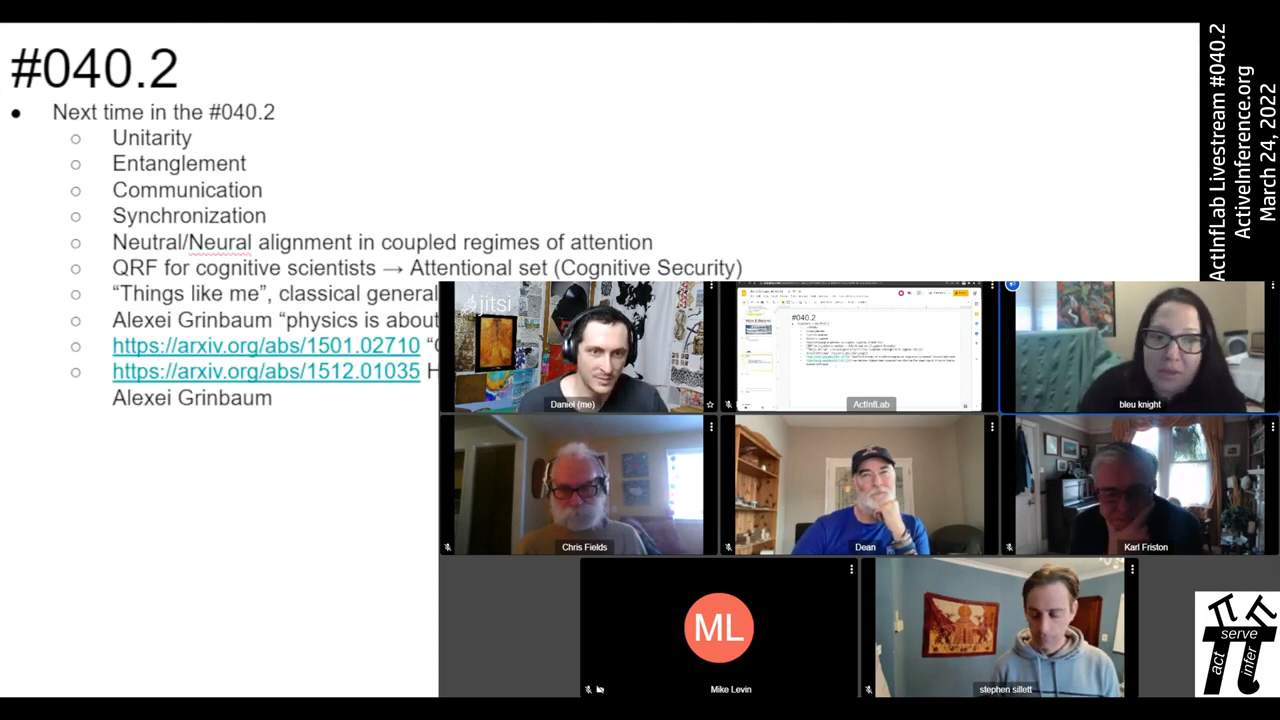 #040.2
Next time in the #040.2
Unitarity
Entanglement
Communication
Synchronization
Neutral/Neural alignment in coupled regimes of attention
QRF for cognitive scientists → Attentional set (Cognitive Security)
“Things like me”, classical general
Alexei Grinbaum “physics is about
https://arxiv.org/abs/1501.02710 “
https://arxiv.org/abs/1512.01035 H
Alexei Grinbaum
ActInfLab Livestream #040.2
ActiveInference.org
March 24, 2022
jitsi
Daniel (me)
#040.2
ActInfLab
bleu knight
Chris Fields
Dean
Karl Friston
ML
Mike Levin
stephen sillett
act
serve
infer